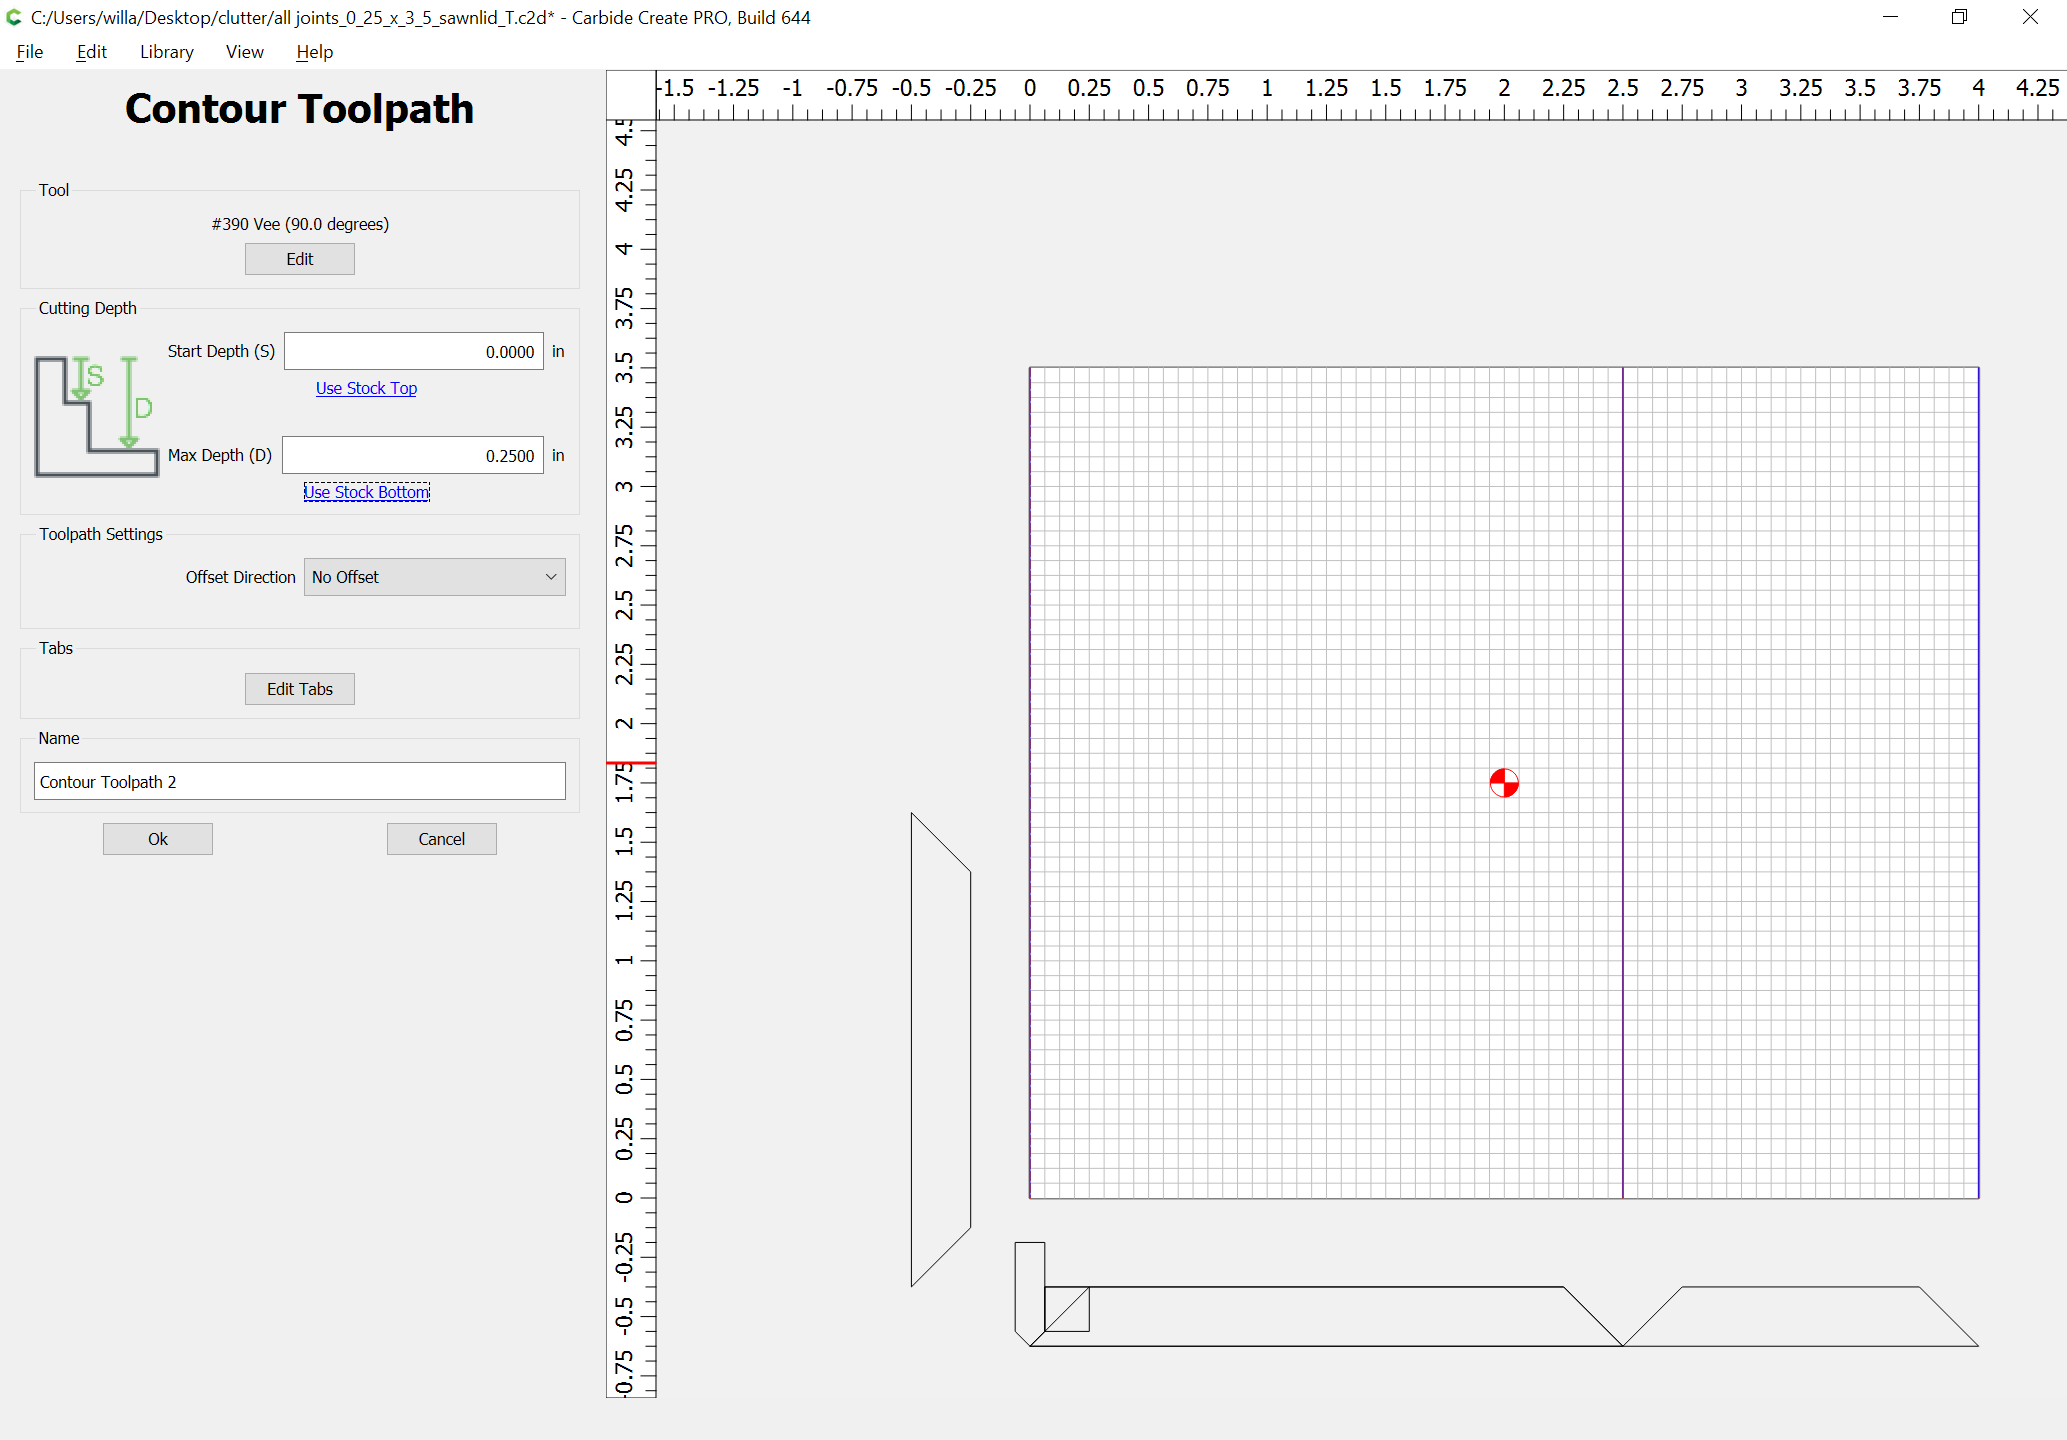 C:/Users/willa/Desktop/clutter/all joints_0_25_x_3_5_sawnlid_T.c2d* - Carbide Create PRO, Build 644
File Edit Library View Help
Contour Toolpath
Tool
#390 Vee (90.0 degrees)
Edit
Cutting Depth
Start Depth (S) 0.0000 in
Use Stock Top
S
D
Max Depth (D) 0.2500 in
Use Stock Bottom
Toolpath Settings
Offset Direction No Offset
Tabs
Edit Tabs
Name
Contour Toolpath 2
Ok Cancel
-1.5 -1.25 -1 -0.75 -0.5 -0.25 0 0.25 0.5 0.75 1 1.25 1.5 1.75 2 2.25 2.5 2.75 3 3.25 3.5 3.75 4 4.25
4.5
4.25
4
3.75
3.5
3.25
3
2.75
2.5
2.25
2
1.75
1.5
1.25
1
0.75
0.5
0.25
0
-0.25
-0.5
-0.75